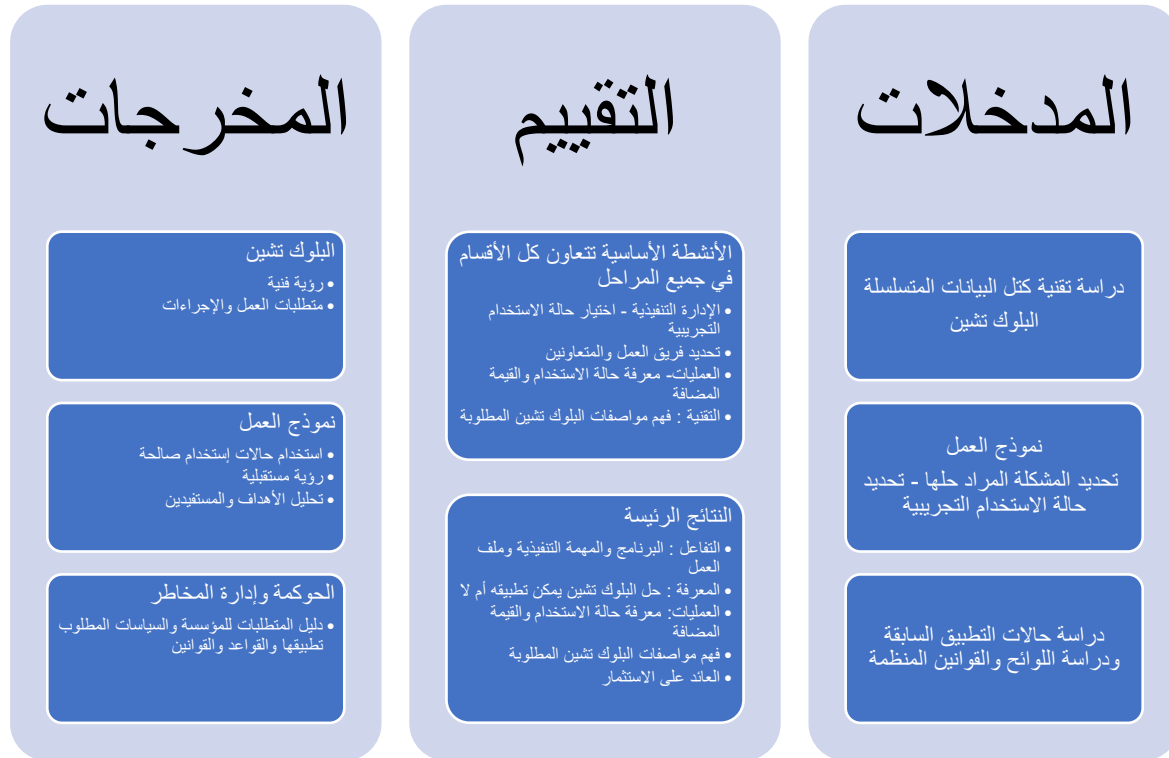 المدخلات
دراسة تقنية كتل البيانات المتسلسلة
البلوك تشين
نموذج العمل
تحديد المشكلة المراد حلها - تحديد
حالة الاستخدام التجريبية
دراسة حالات التطبيق السابقة
ودراسة اللوائح والقوانين المنظمة
التقييم
الأنشطة الأساسية تتعاون كل الأقسام
في جميع المراحل
• الإدارة التنفيذية - اختيار حالة الاستخدام
التجريبية
• تحديد فريق العمل والمتعاونين
• العمليات- معرفة حالة الاستخدام والقيمة
المضافة
• التقنية : فهم مواصفات البلوك تشين المطلوبة
النتائج الرئيسة
• التفاعل : البرنامج والمهمة التنفيذية وملف
العمل
• المعرفة : حل البلوك تشين يمكن تطبيقه أم لا
• العمليات: معرفة حالة الاستخدام والقيمة
المضافة
• فهم مواصفات البلوك تشين المطلوبة
• العائد على الاستثمار
المخرجات
البلوك تشين
• رؤية فنية
• متطلبات العمل والإجراءات
نموذج العمل
• استخدام حالات إستخدام صالحة
• رؤية مستقبلية
• تحليل الأهداف والمستفيدين
الحوكمة وإدارة المخاطر
• دليل المتطلبات للمؤسسة والسياسات المطلوب
تطبيقها والقواعد والقوانين